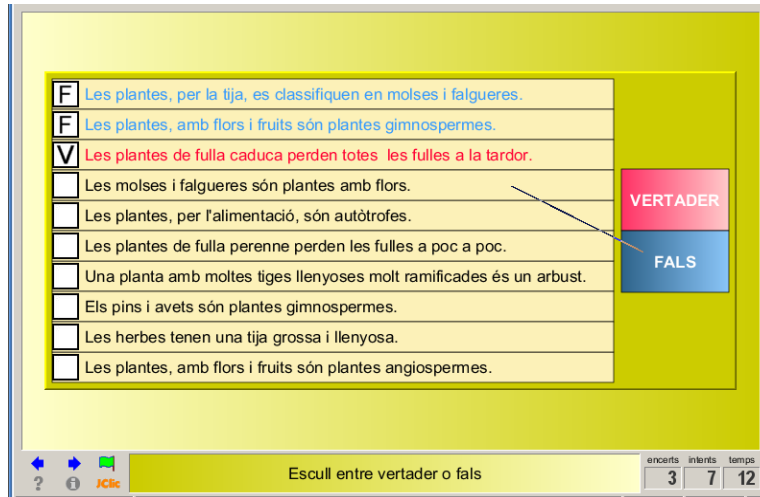 F Les plantes, per la tija, es classifiquen en molses i falgueres.
F Les plantes, amb flors i fruits són plantes gimnospermes.
V Les plantes de fulla caduca perden totes les fulles a la tardor.
Les molses i falgueres són plantes amb flors.
Les plantes, per l'alimentació, són autòtrofes.
Les plantes de fulla perenne perden les fulles a poc a poc.
Una planta amb moltes tiges llenyoses molt ramificades és un arbust.
Els pins i avets són plantes gimnospermes.
Les herbes tenen una tija grossa i llenyosa.
Les plantes, amb flors i fruits són plantes angiospermes.
VERTADER
FALS
? i JClic
Escull entre vertader o fals
encerts intents temps
3 7 12